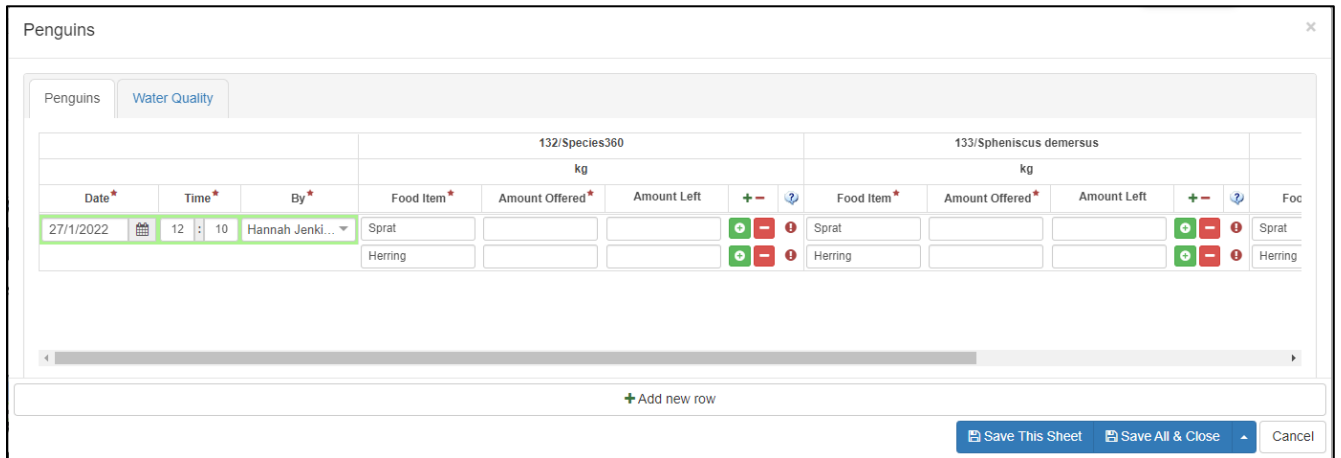 Penguins ×
Penguins Water Quality
132/Species360 133/Spheniscus demersus
kg kg
Date* Time* By* Food Item* Amount Offered* Amount Left +− ? Food Item* Amount Offered* Amount Left +− ? Foo
27/1/2022 12 : 10 Hannah Jenki... Sprat Sprat Sprat
Herring Herring Herring
+ Add new row
Save This Sheet Save All & Close Cancel